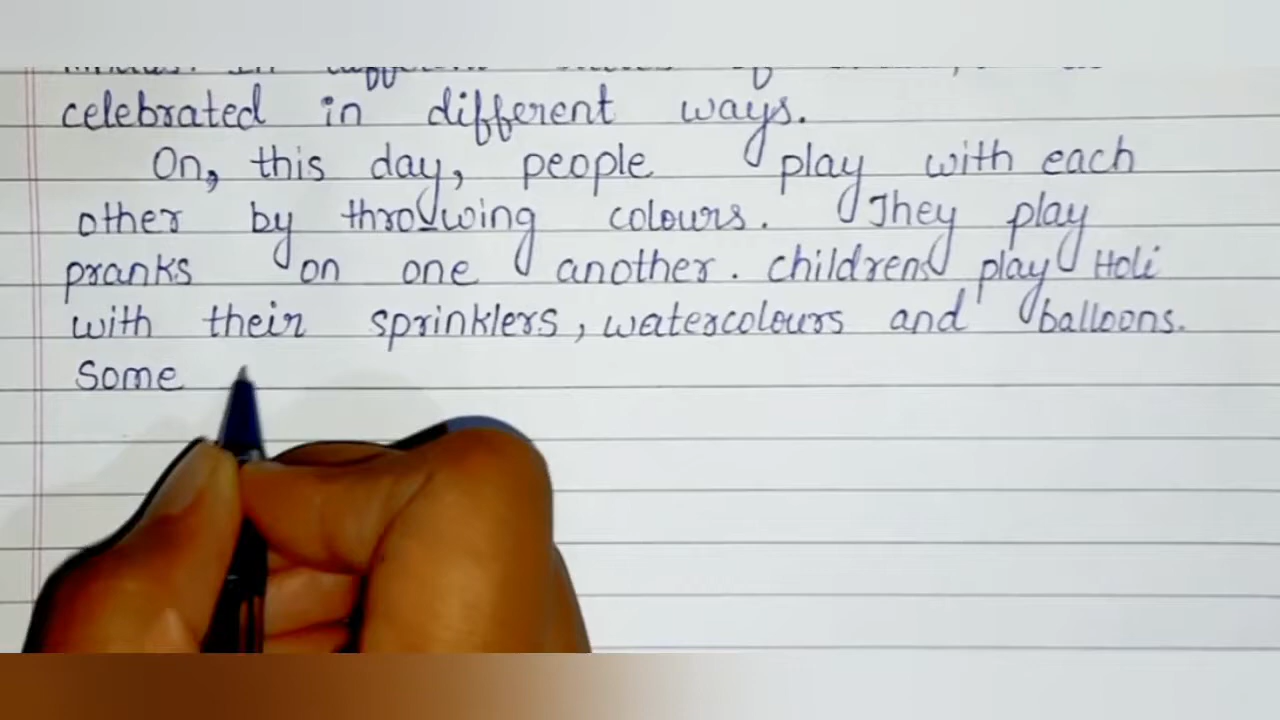 celebrated in different ways.
On, this day, people play with each
other by throwing colours. They play
pranks on one another. childrens play Holi
with their sprinklers, watercolours and balloons.
Some